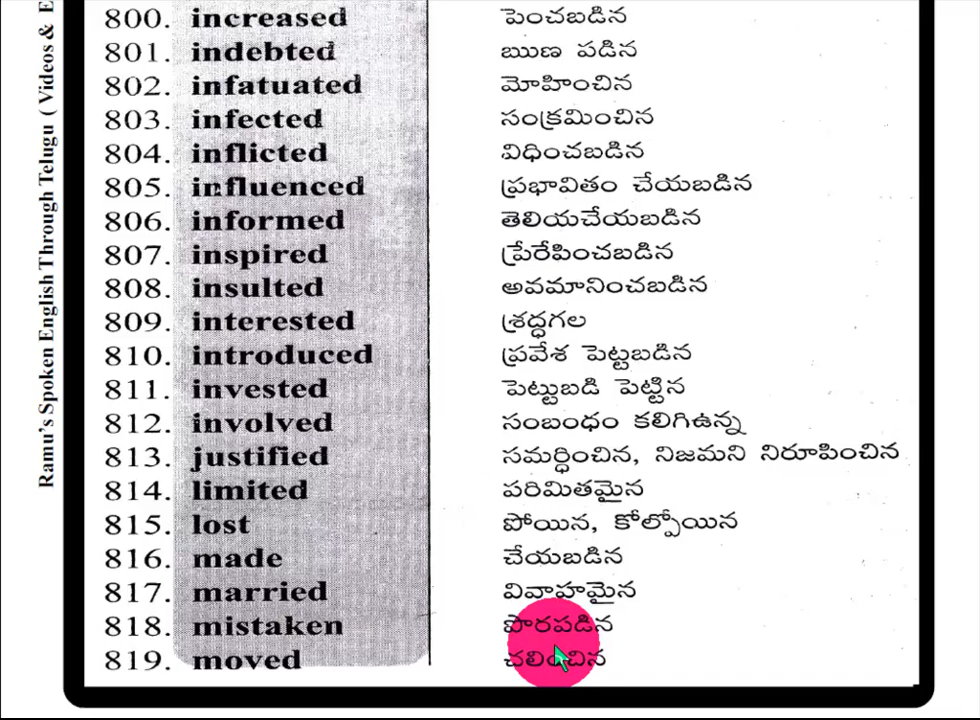 Ramu's Spoken English Through Telugu ( Videos & E
800. increased పెంచబడిన
801. indebted ఋణ పడిన
802. infatuated మోహించిన
803. infected సంక్రమించిన
804. inflicted విధించబడిన
805. influenced ప్రభావితం చేయబడిన
806. informed తెలియచేయబడిన
807. inspired ప్రేరేపించబడిన
808. insulted అవమానించబడిన
809. interested శ్రద్ధగల
810. introduced ప్రవేశ పెట్టబడిన
811. invested పెట్టుబడి పెట్టిన
812. involved సంబంధం కలిగిఉన్న
813. justified సమర్ధించిన, నిజమని నిరూపించిన
814. limited పరిమితమైన
815. lost పోయిన, కోల్పోయిన
816. made చేయబడిన
817. married వివాహమైన
818. mistaken పొరపడిన
819. moved చలించిన